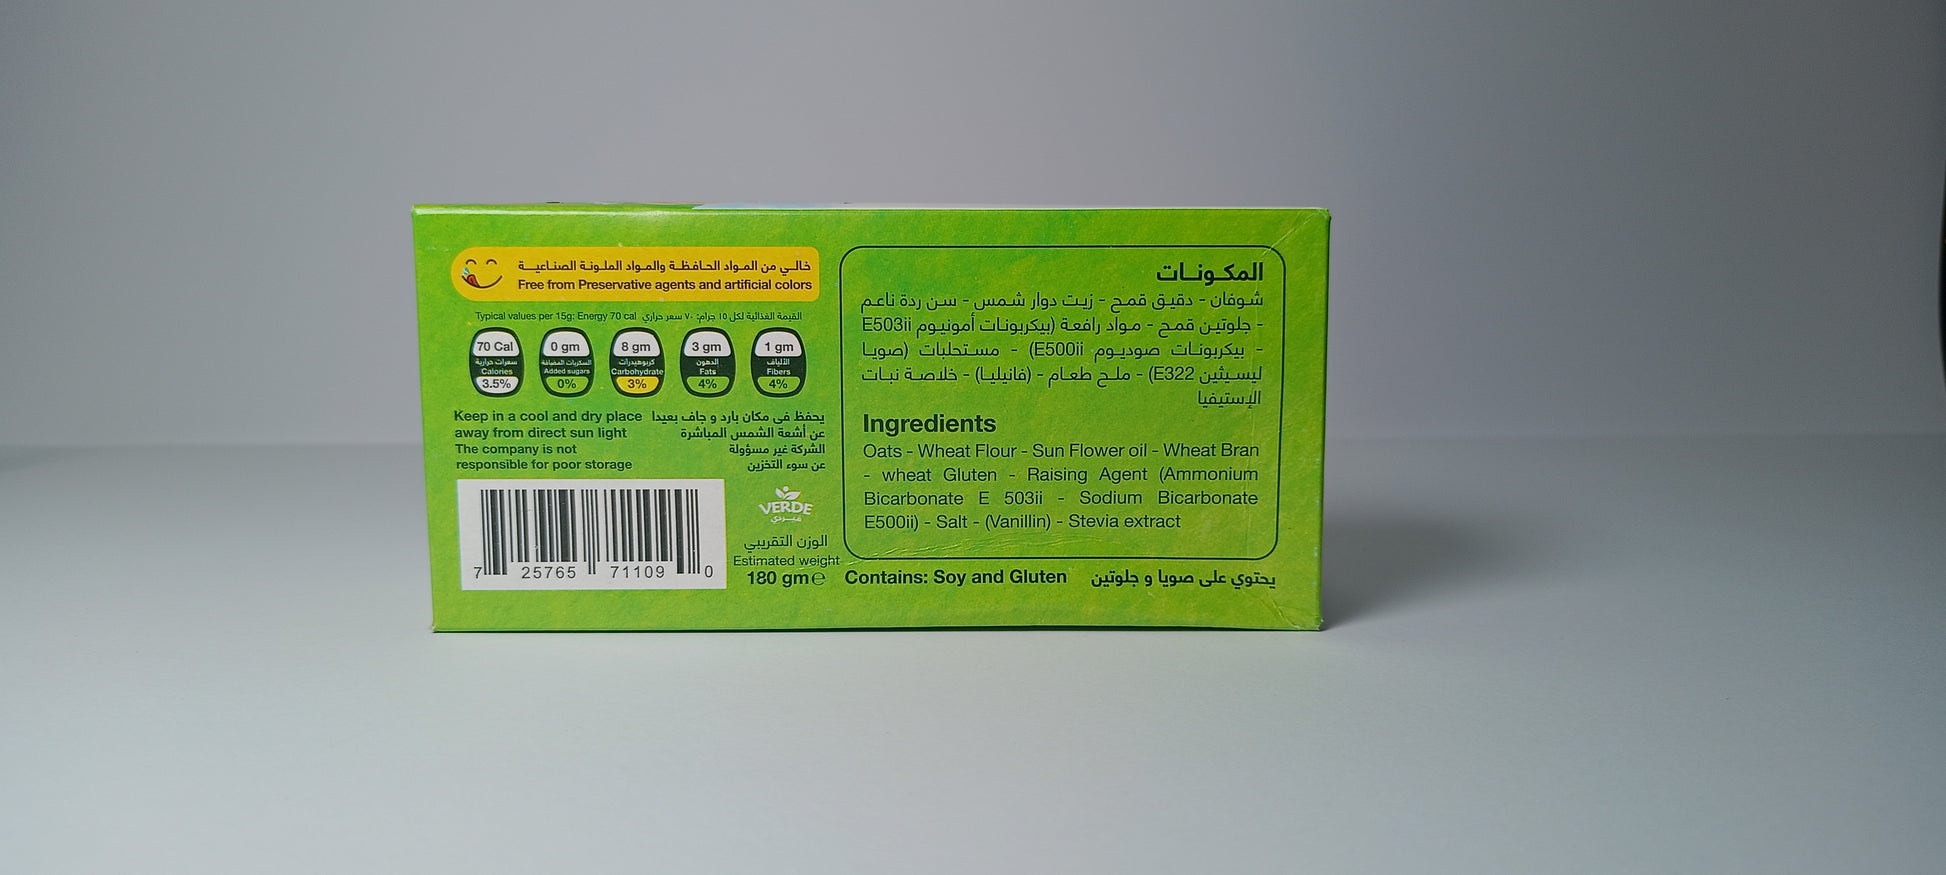 خالي من المواد الحافظة والمواد الملونة الصناعية
Free from Preservative agents and artificial colors
Typical values per 15g: Energy 70 cal القيمة الغذائية لكل ١٥ جرام: ٧٠ سعر حراري
70 Cal
سعرات حرارية
Calories
3.5%
0 gm
السكريات المضافة
Added sugars
0%
8 gm
كربوهيدرات
Carbohydrate
3%
3 gm
الدهون
Fats
4%
1 gm
الألياف
Fibers
4%
Keep in a cool and dry place
away from direct sun light
The company is not
responsible for poor storage
يحفظ في مكان بارد و جاف بعيدا
عن أشعة الشمس المباشرة
الشركة غير مسؤولة
عن سوء التخزين
7 25765 71109 0
VERDE
فيردي
الوزن التقريبي
Estimated weight
180 gm℮
المكونات
شوفان - دقيق قمح - زيت دوار شمس - سن ردة ناعم
- جلوتين قمح - مواد رافعة (بيكربونات أمونيوم E503ii
- بيكربونات صوديوم E500ii) - مستحلبات (صويا
ليسيثين E322) - ملح طعام - (فانيليا) - خلاصة نبات
الإستيفيا
Ingredients
Oats - Wheat Flour - Sun Flower oil - Wheat Bran
- wheat Gluten - Raising Agent (Ammonium
Bicarbonate E 503ii - Sodium Bicarbonate
E500ii) - Salt - (Vanillin) - Stevia extract
Contains: Soy and Gluten يحتوي على صويا و جلوتين